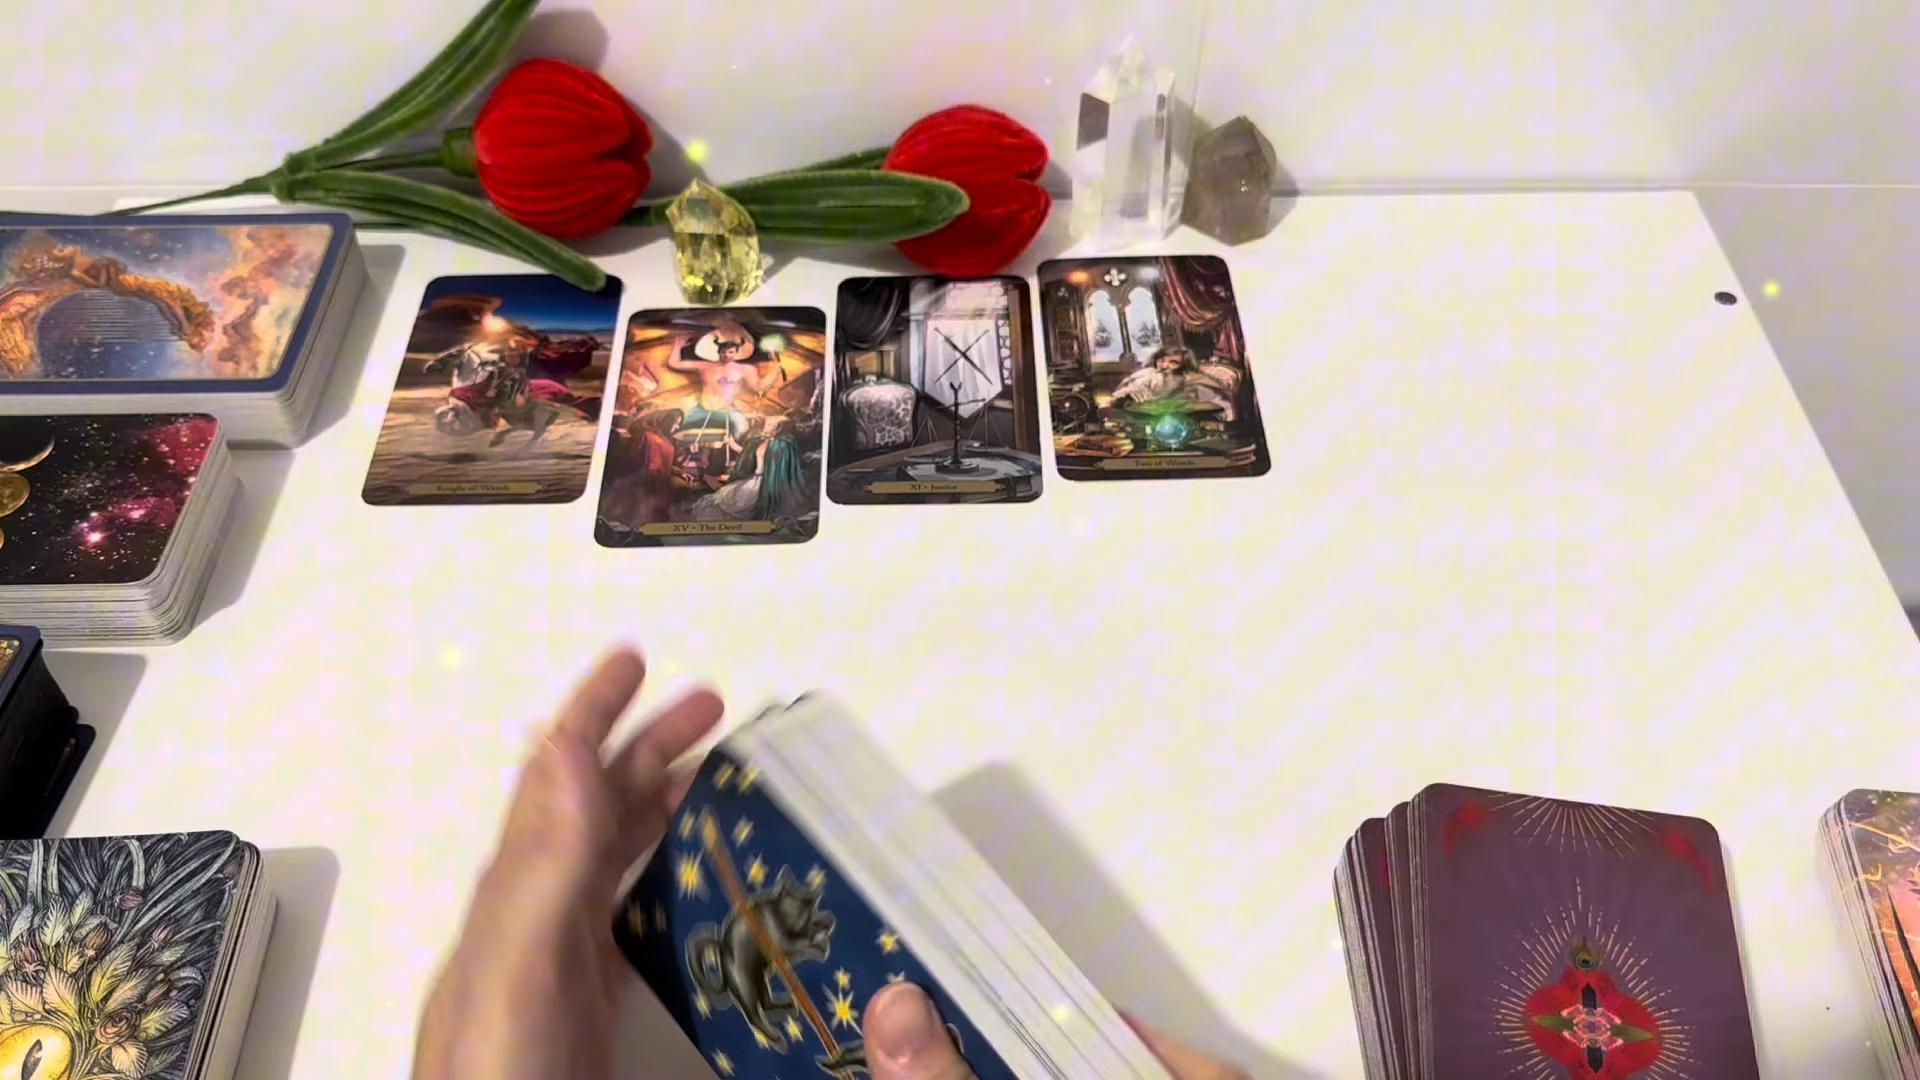 Knight of Wands
XV • The Devil
XI • Justice
Two of Wands